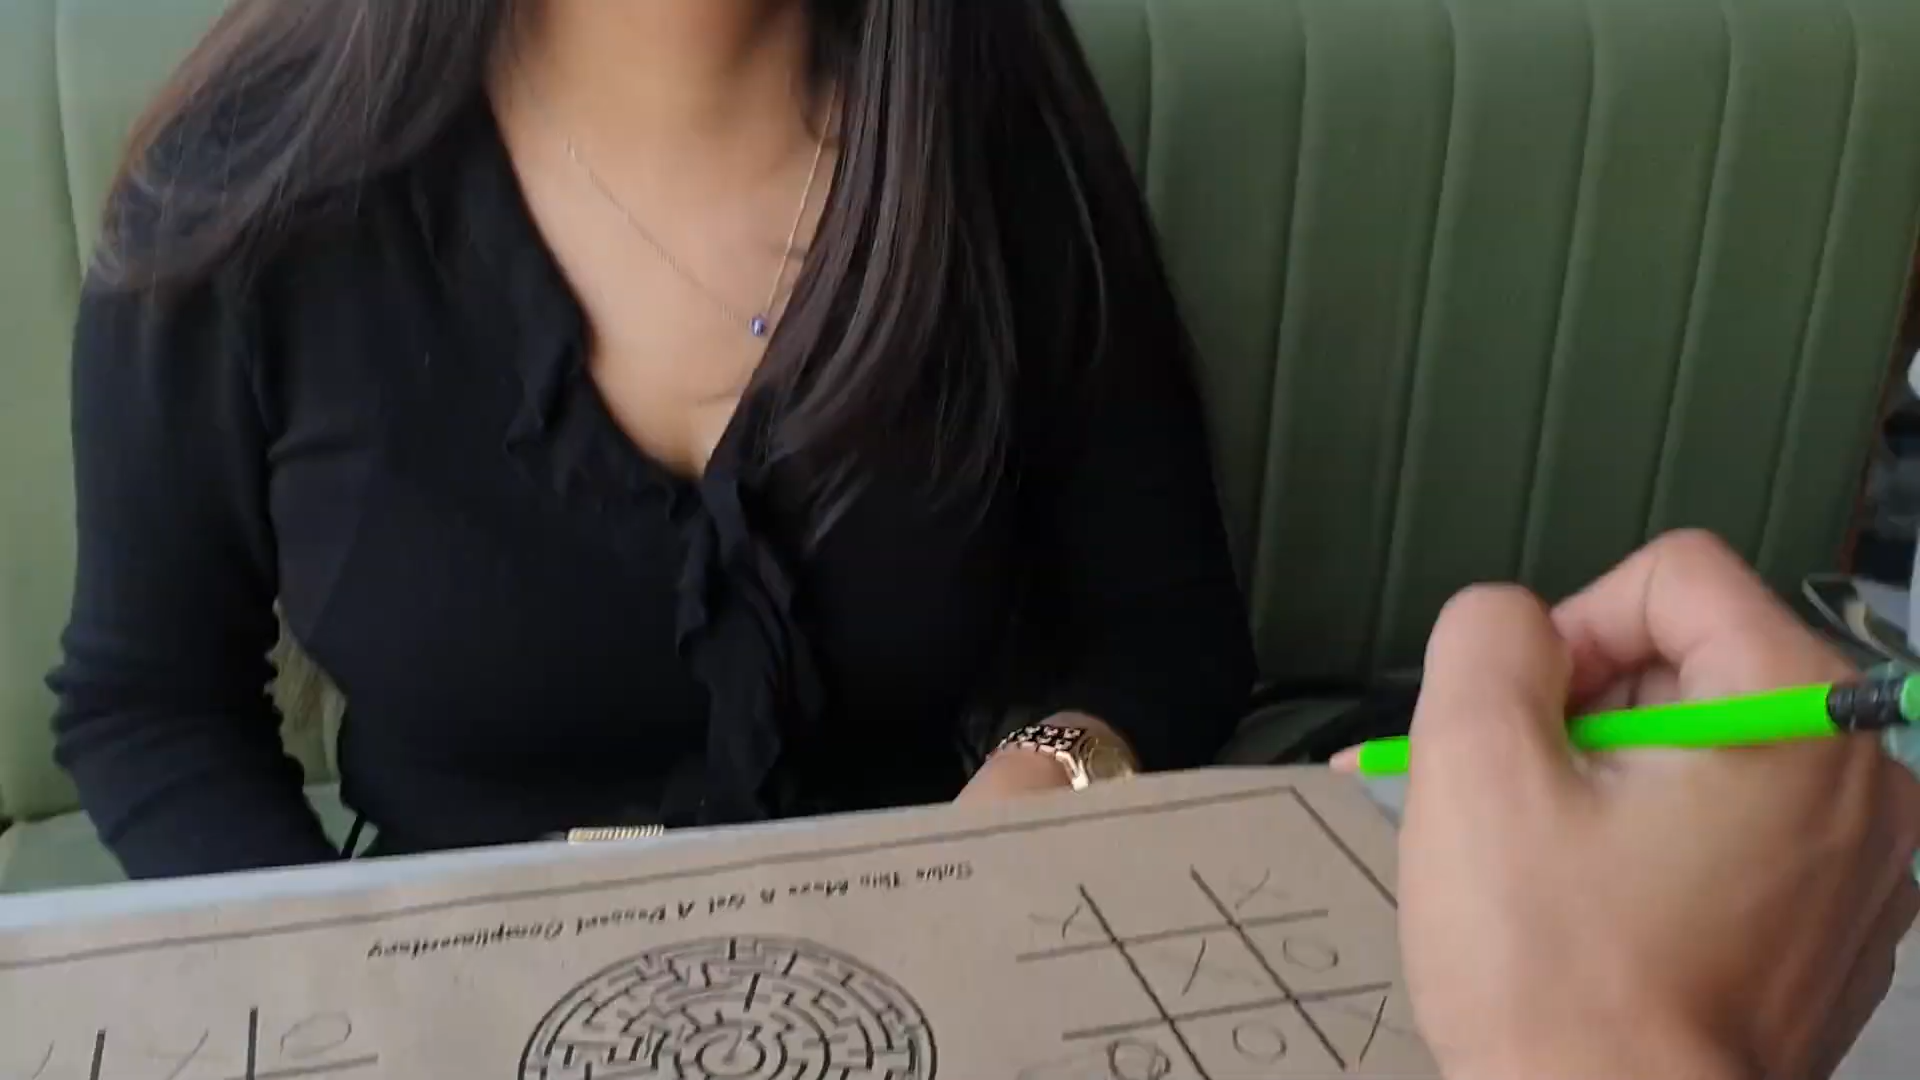 Solve This Maze & Get A Dessert Complimentary
X X
X O
O O X
X X O